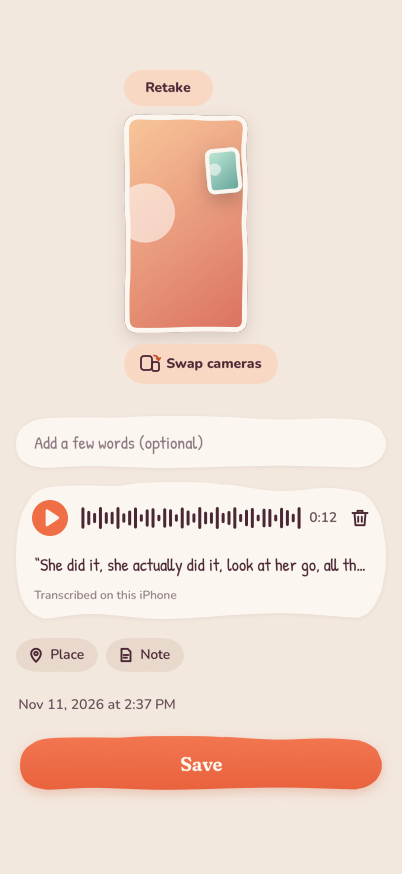 Retake
Swap cameras
Add a few words (optional)
0:12
“She did it, she actually did it, look at her go, all th…
Transcribed on this iPhone
Place
Note
Nov 11, 2026 at 2:37 PM
Save